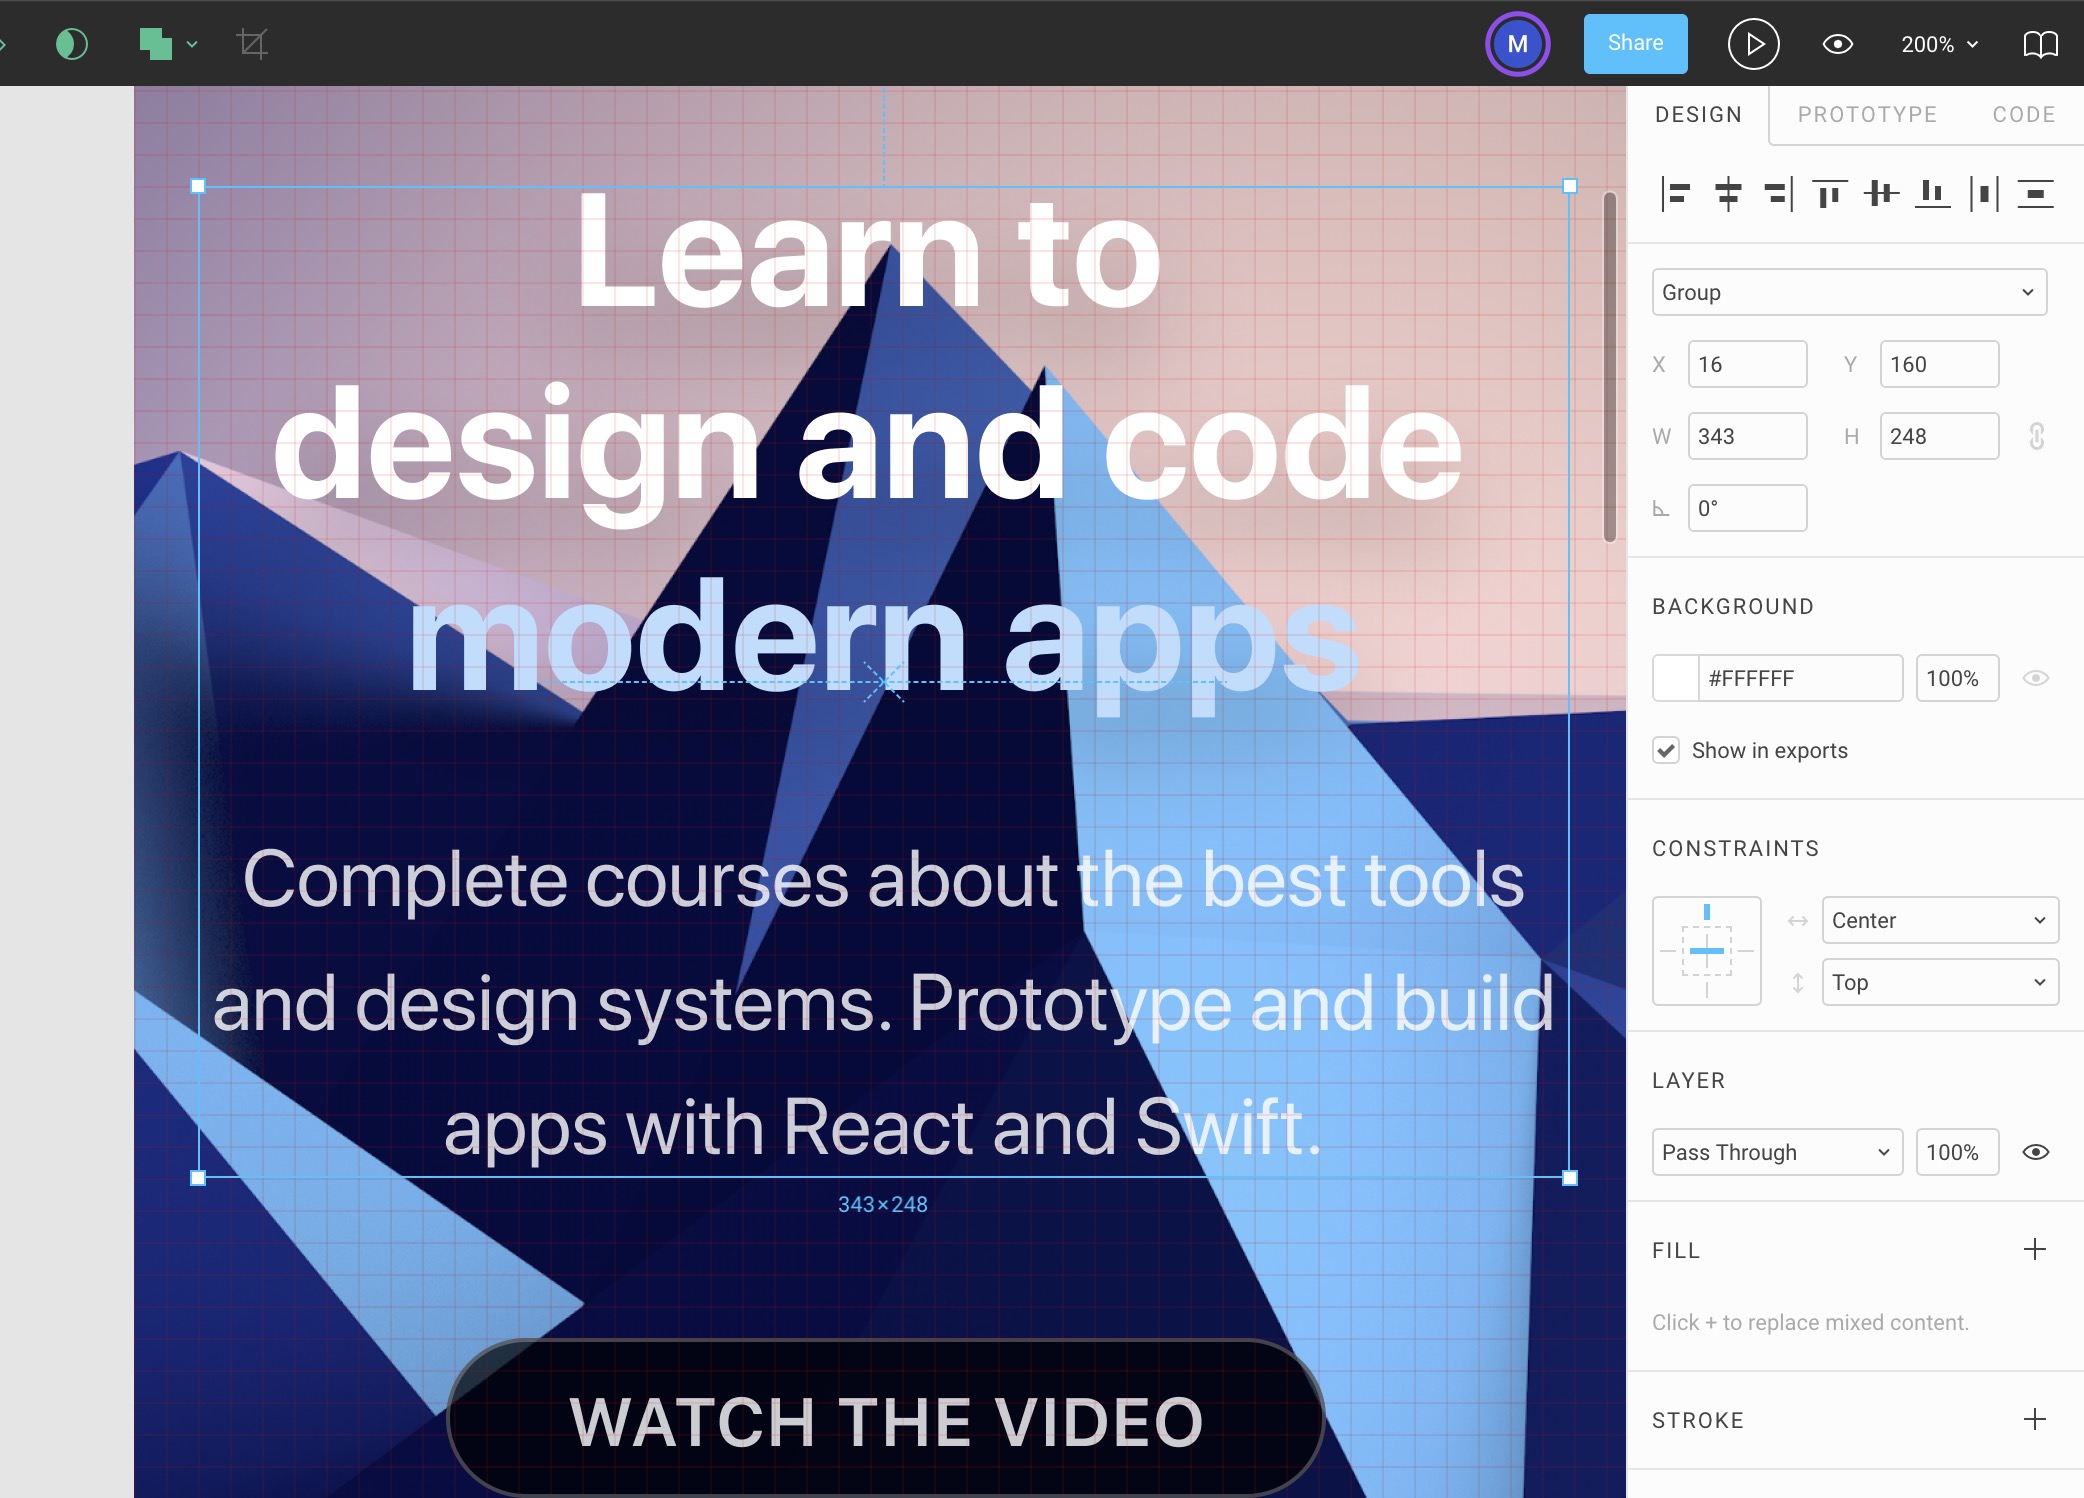 M
Share
200%
DESIGN
PROTOTYPE
CODE
Learn to
design and code
modern apps
Complete courses about the best tools
and design systems. Prototype and build
apps with React and Swift.
343×248
WATCH THE VIDEO
Group
X 16 Y 160
W 343 H 248
0°
BACKGROUND
#FFFFFF 100%
Show in exports
CONSTRAINTS
Center
Top
LAYER
Pass Through 100%
FILL
Click + to replace mixed content.
STROKE